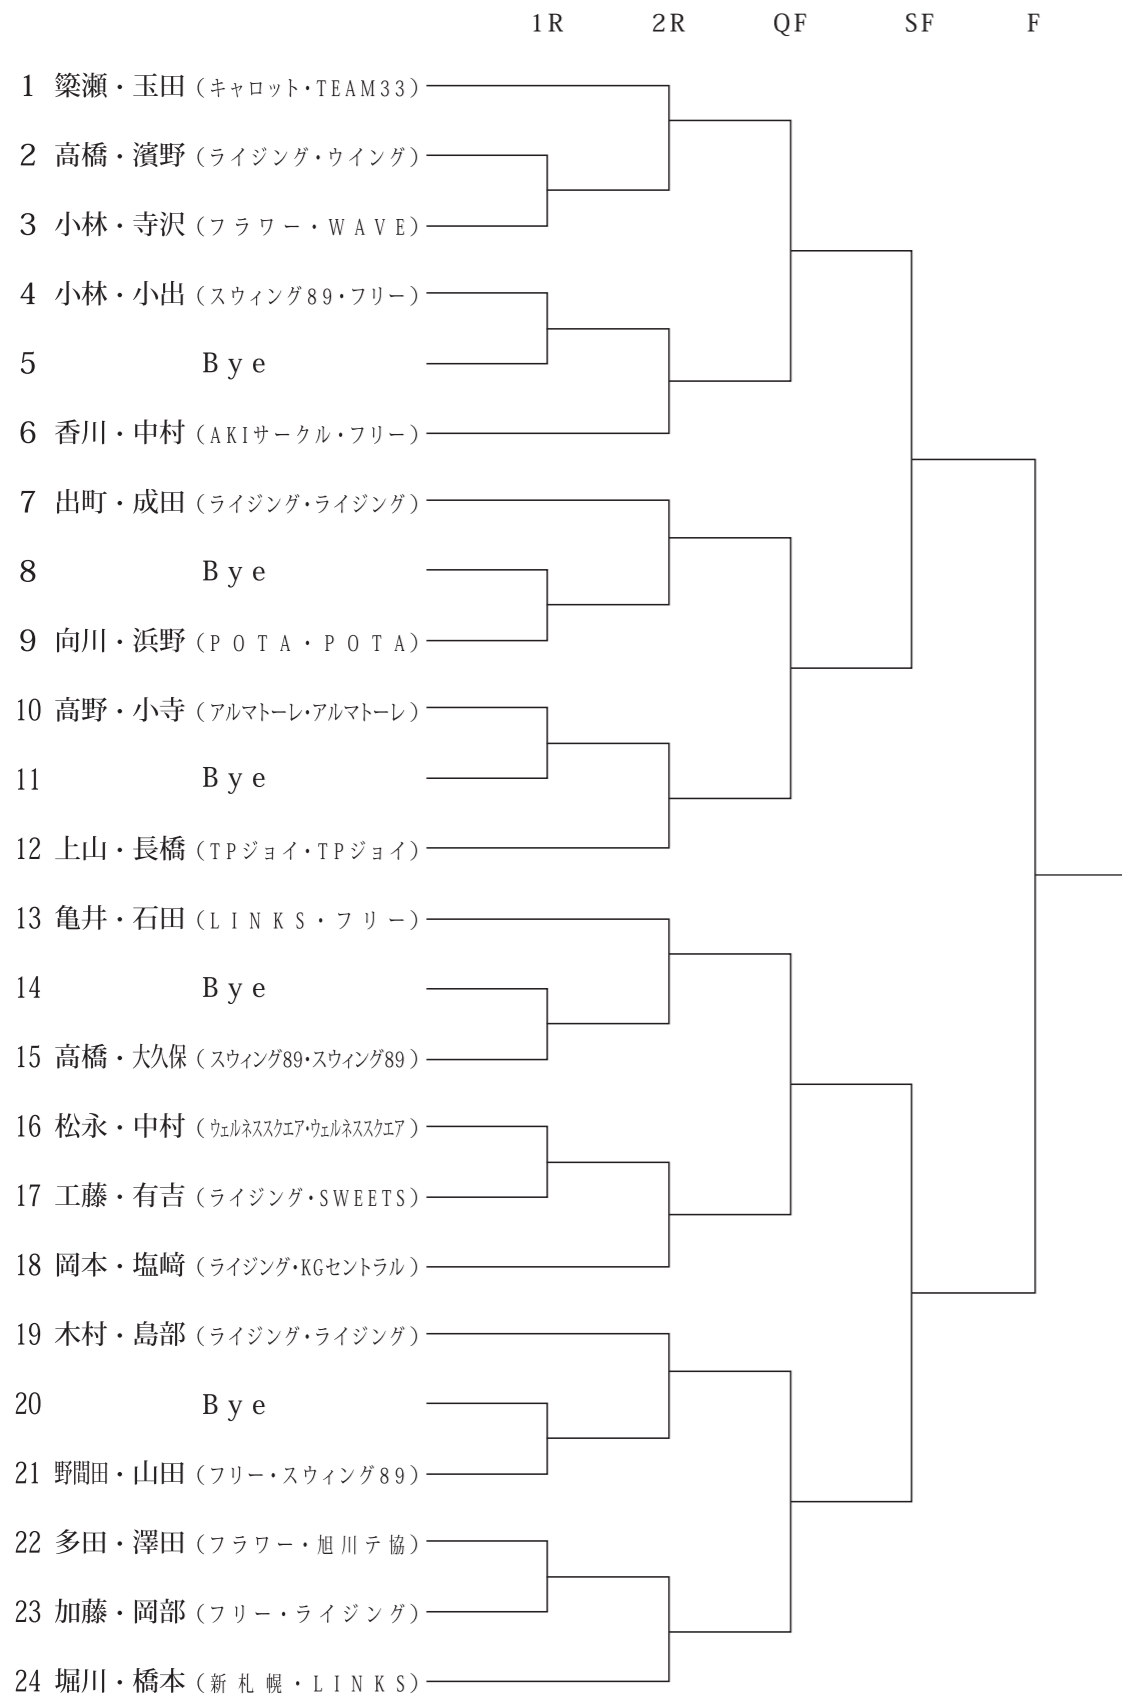 1R 2R QF SF F
1 簗瀬・玉田（キャロット・TEAM33）
2 高橋・濱野（ライジング・ウイング）
3 小林・寺沢（フラワー・WAVE）
4 小林・小出（スウィング89・フリー）
5 Bye
6 香川・中村（AKIサークル・フリー）
7 出町・成田（ライジング・ライジング）
8 Bye
9 向川・浜野（POTA・POTA）
10 高野・小寺（アルマトーレ・アルマトーレ）
11 Bye
12 上山・長橋（TPジョイ・TPジョイ）
13 亀井・石田（LINKS・フリー）
14 Bye
15 高橋・大久保（スウィング89・スウィング89）
16 松永・中村（ウェルネススクエア・ウェルネススクエア）
17 工藤・有吉（ライジング・SWEETS）
18 岡本・塩﨑（ライジング・KGセントラル）
19 木村・島部（ライジング・ライジング）
20 Bye
21 野間田・山田（フリー・スウィング89）
22 多田・澤田（フラワー・旭川テ協）
23 加藤・岡部（フリー・ライジング）
24 堀川・橋本（新札幌・LINKS）